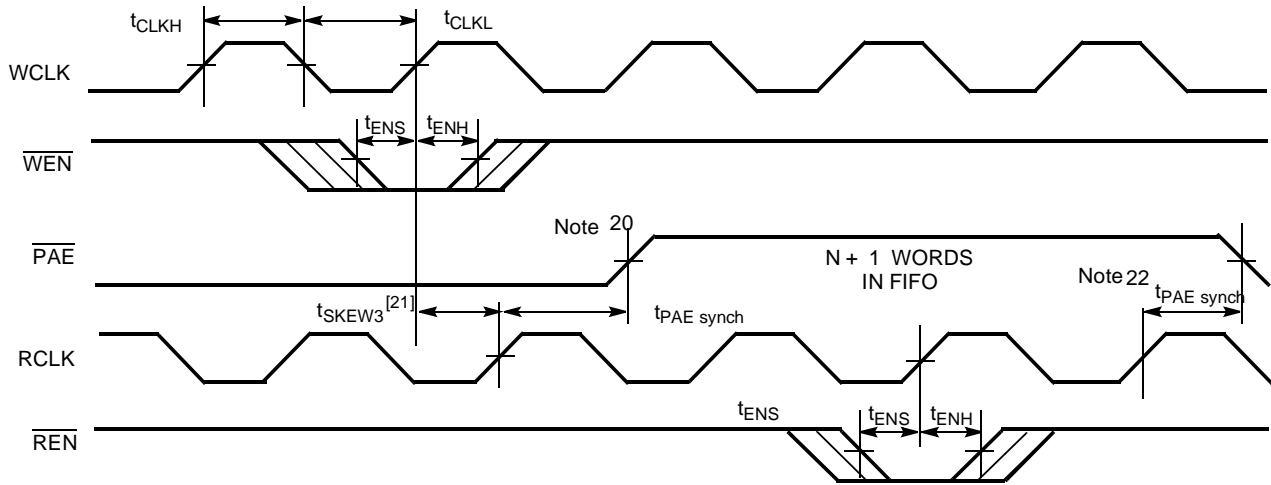 tCLKH
tCLKL
WCLK
tENS
tENH
WEN
Note 20
PAE
N + 1 WORDS
IN FIFO
Note 22
tSKEW3 [21]
tPAE synch
tPAE synch
RCLK
tENS
tENS
tENH
REN